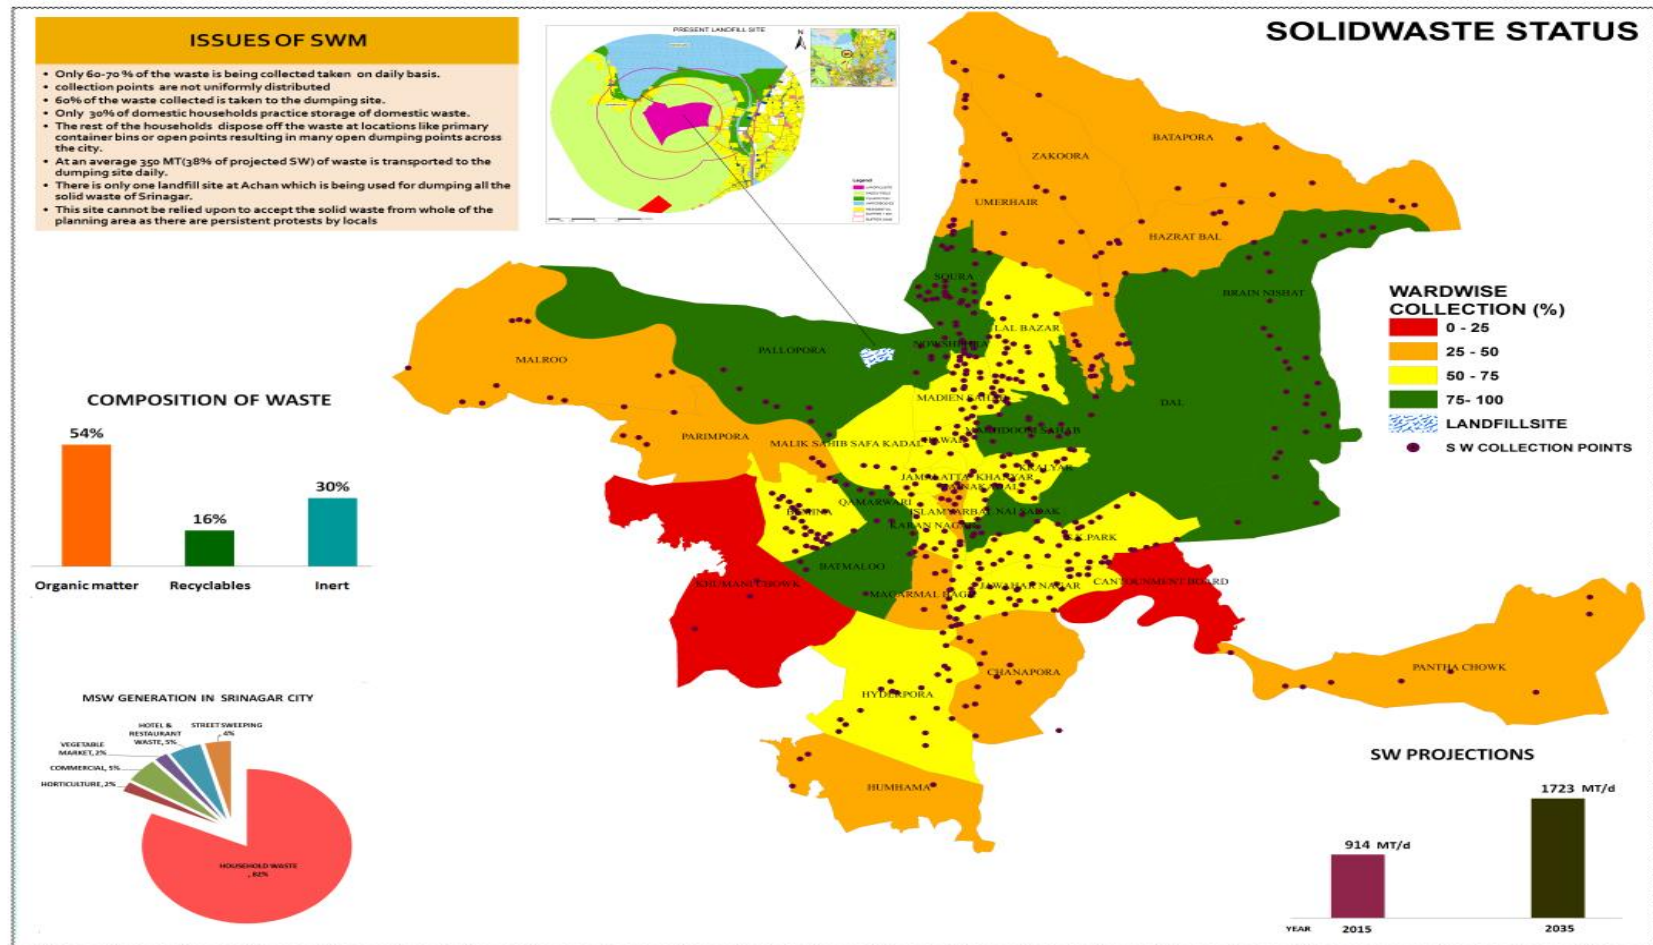 SOLIDWASTE STATUS
ISSUES OF SWM
• Only 60-70 % of the waste is being collected taken on daily basis.
• collection points are not uniformly distributed
• 60% of the waste collected is taken to the dumping site.
• Only 30% of domestic households practice storage of domestic waste.
• The rest of the households dispose off the waste at locations like primary
container bins or open points resulting in many open dumping points across
the city.
• At an average 350 MT(38% of projected SW) of waste is transported to the
dumping site daily.
• There is only one landfill site at Achan which is being used for dumping all the
solid waste of Srinagar.
• This site cannot be relied upon to accept the solid waste from whole of the
planning area as there are persistent protests by locals
PRESENT LANDFILL SITE
N
Legend
BATAPORA
ZAKOORA
UMERHAIR
HAZRAT BAL
SOURA
BRAIN NISHAT
LAL BAZAR
PALLOPORA
MALROO
DAL
MADIEN SAHIB
PARIMPORA
MALIK SAHIB SAFA KADAL
QAMARWARI
KARAN NAGAR
S.K.PARK
BATMALOO
KHUMANI CHOWK
MAGARMAL BAGH
JAWAHAR NAGAR
CANTOUNMENT BOARD
CHANAPORA
PANTHA CHOWK
HYDERPORA
HUMHAMA
WARDWISE
COLLECTION (%)
0 - 25
25 - 50
50 - 75
75- 100
LANDFILLSITE
S W COLLECTION POINTS
COMPOSITION OF WASTE
54%
16%
30%
Organic matter
Recyclables
Inert
MSW GENERATION IN SRINAGAR CITY
HOTEL &
RESTAURANT
WASTE, 5%
STREET SWEEPING
, 4%
VEGETABLE
MARKET, 2%
COMMERCIAL, 5%
HORTICULTURE, 2%
HOUSEHOLD WASTE
, 82%
SW PROJECTIONS
914 MT/d
1723 MT/d
YEAR
2015
2035